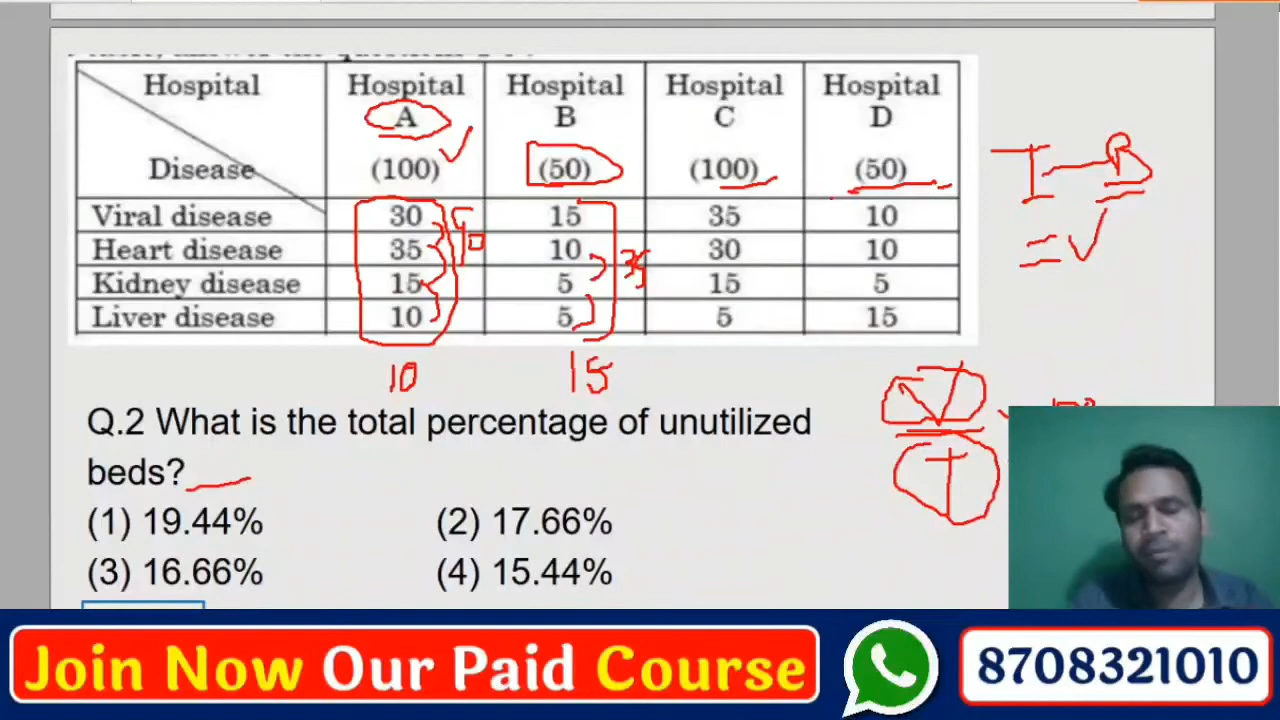 Hospital Hospital Hospital Hospital Hospital
A B C D
Disease (100) (50) (100) (50)
Viral disease 30 15 35 10
Heart disease 35 10 30 10
Kidney disease 15 5 15 5
Liver disease 10 5 5 15
35
10 15
Q.2 What is the total percentage of unutilized
beds?
(1) 19.44% (2) 17.66%
(3) 16.66% (4) 15.44%
Join Now Our Paid Course 8708321010